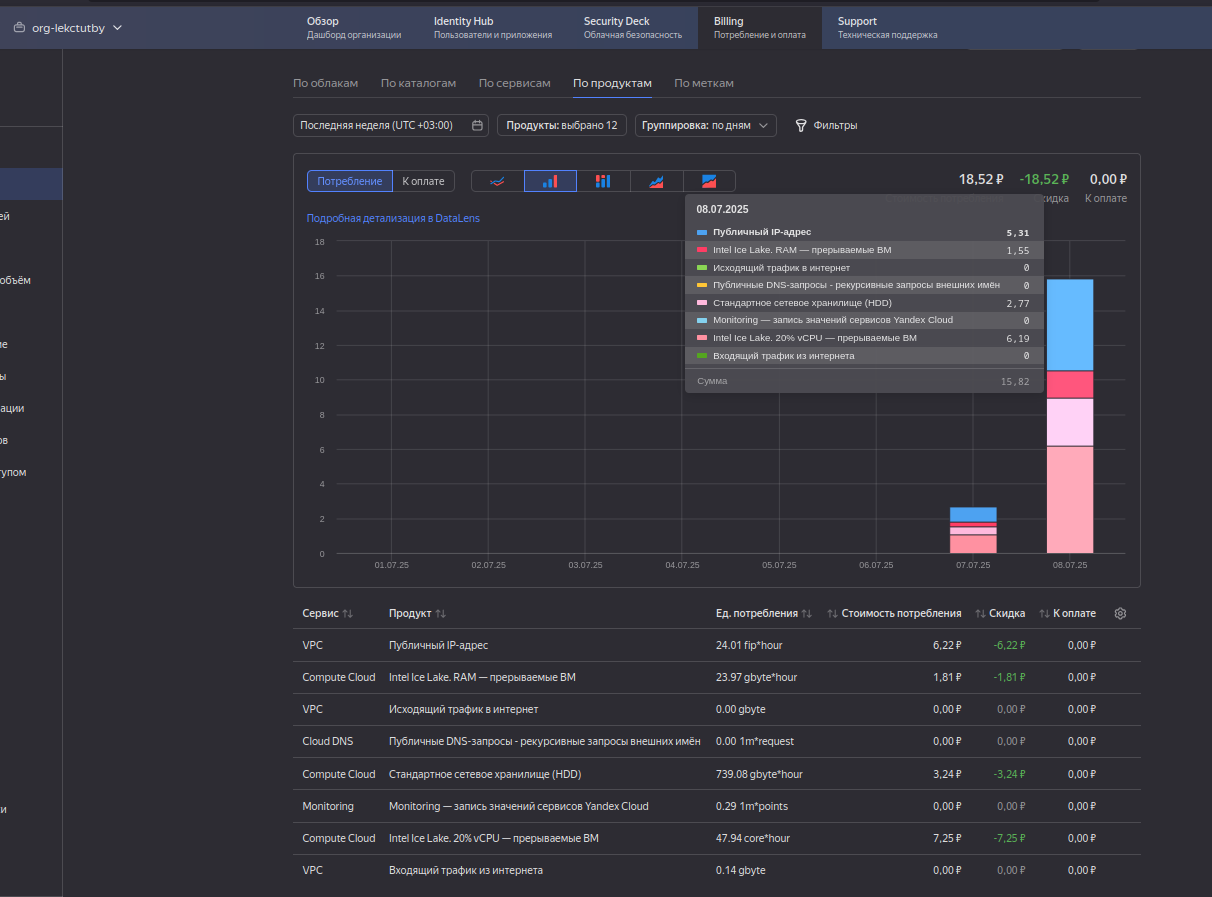 org-lekctutby
Обзор
Дашборд организации
Identity Hub
Пользователи и приложения
Security Deck
Облачная безопасность
Billing
Потребление и оплата
Support
Техническая поддержка
ей
объём
ие
ы
ации
ов
тупом
и
По облакам По каталогам По сервисам По продуктам По меткам
Последняя неделя (UTC +03:00) Продукты: выбрано 12 Группировка: по дням Фильтры
Потребление К оплате
18,52 ₽ -18,52 ₽ 0,00 ₽
кидка К оплате
Подробная детализация в DataLens
08.07.2025
Публичный IP-адрес 5,31
Intel Ice Lake. RAM — прерываемые ВМ 1,55
Исходящий трафик в интернет 0
Публичные DNS-запросы - рекурсивные запросы внешних имён 0
Стандартное сетевое хранилище (HDD) 2,77
Monitoring — запись значений сервисов Yandex Cloud 0
Intel Ice Lake. 20% vCPU — прерываемые ВМ 6,19
Входящий трафик из интернета 0
Сумма 15,82
18
16
14
12
10
8
6
4
2
0
01.07.25 02.07.25 03.07.25 04.07.25 05.07.25 06.07.25 07.07.25 08.07.25
Сервис Продукт Ед. потребления Стоимость потребления Скидка К оплате
VPC Публичный IP-адрес 24.01 fip*hour 6,22 ₽ -6,22 ₽ 0,00 ₽
Compute Cloud Intel Ice Lake. RAM — прерываемые ВМ 23.97 gbyte*hour 1,81 ₽ -1,81 ₽ 0,00 ₽
VPC Исходящий трафик в интернет 0.00 gbyte 0,00 ₽ 0,00 ₽ 0,00 ₽
Cloud DNS Публичные DNS-запросы - рекурсивные запросы внешних имён 0.00 1m*request 0,00 ₽ 0,00 ₽ 0,00 ₽
Compute Cloud Стандартное сетевое хранилище (HDD) 739.08 gbyte*hour 3,24 ₽ -3,24 ₽ 0,00 ₽
Monitoring Monitoring — запись значений сервисов Yandex Cloud 0.29 1m*points 0,00 ₽ 0,00 ₽ 0,00 ₽
Compute Cloud Intel Ice Lake. 20% vCPU — прерываемые ВМ 47.94 core*hour 7,25 ₽ -7,25 ₽ 0,00 ₽
VPC Входящий трафик из интернета 0.14 gbyte 0,00 ₽ 0,00 ₽ 0,00 ₽